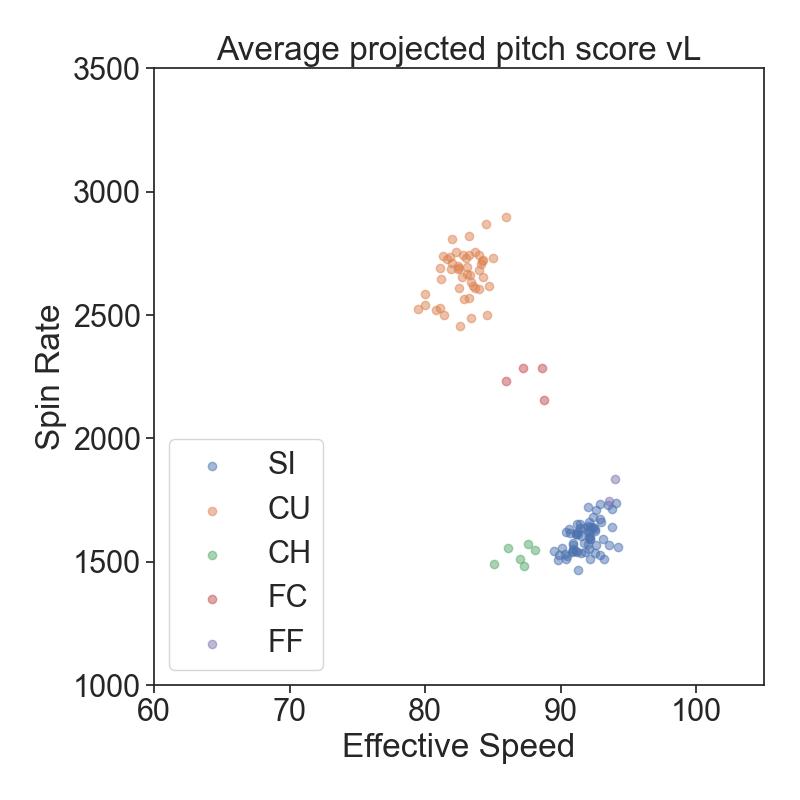 Average projected pitch score vL
3500
3000
2500
2000
1500
1000
Spin Rate
SI
CU
CH
FC
FF
60 70 80 90 100
Effective Speed